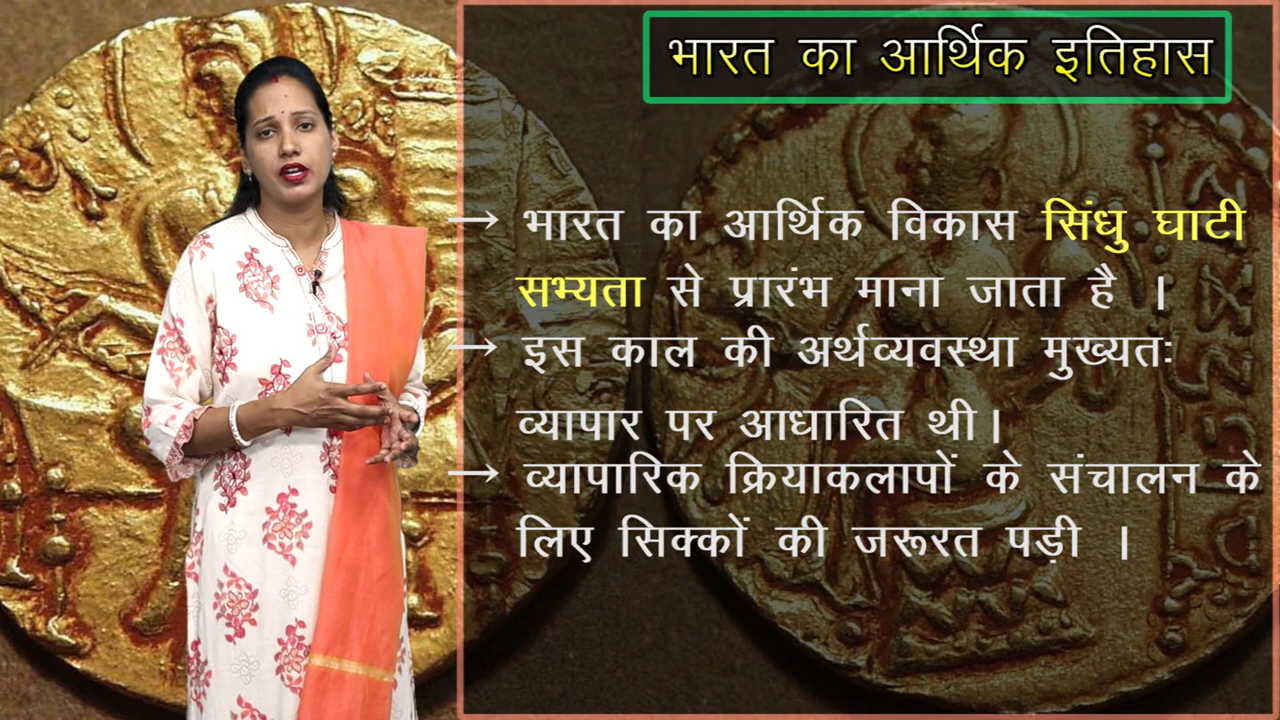 भारत का आर्थिक इतिहास
→ भारत का आर्थिक विकास सिंधु घाटी
सभ्यता से प्रारंभ माना जाता है ।
→ इस काल की अर्थव्यवस्था मुख्यतः
व्यापार पर आधारित थी।
→ व्यापारिक क्रियाकलापों के संचालन के
लिए सिक्कों की जरूरत पड़ी ।